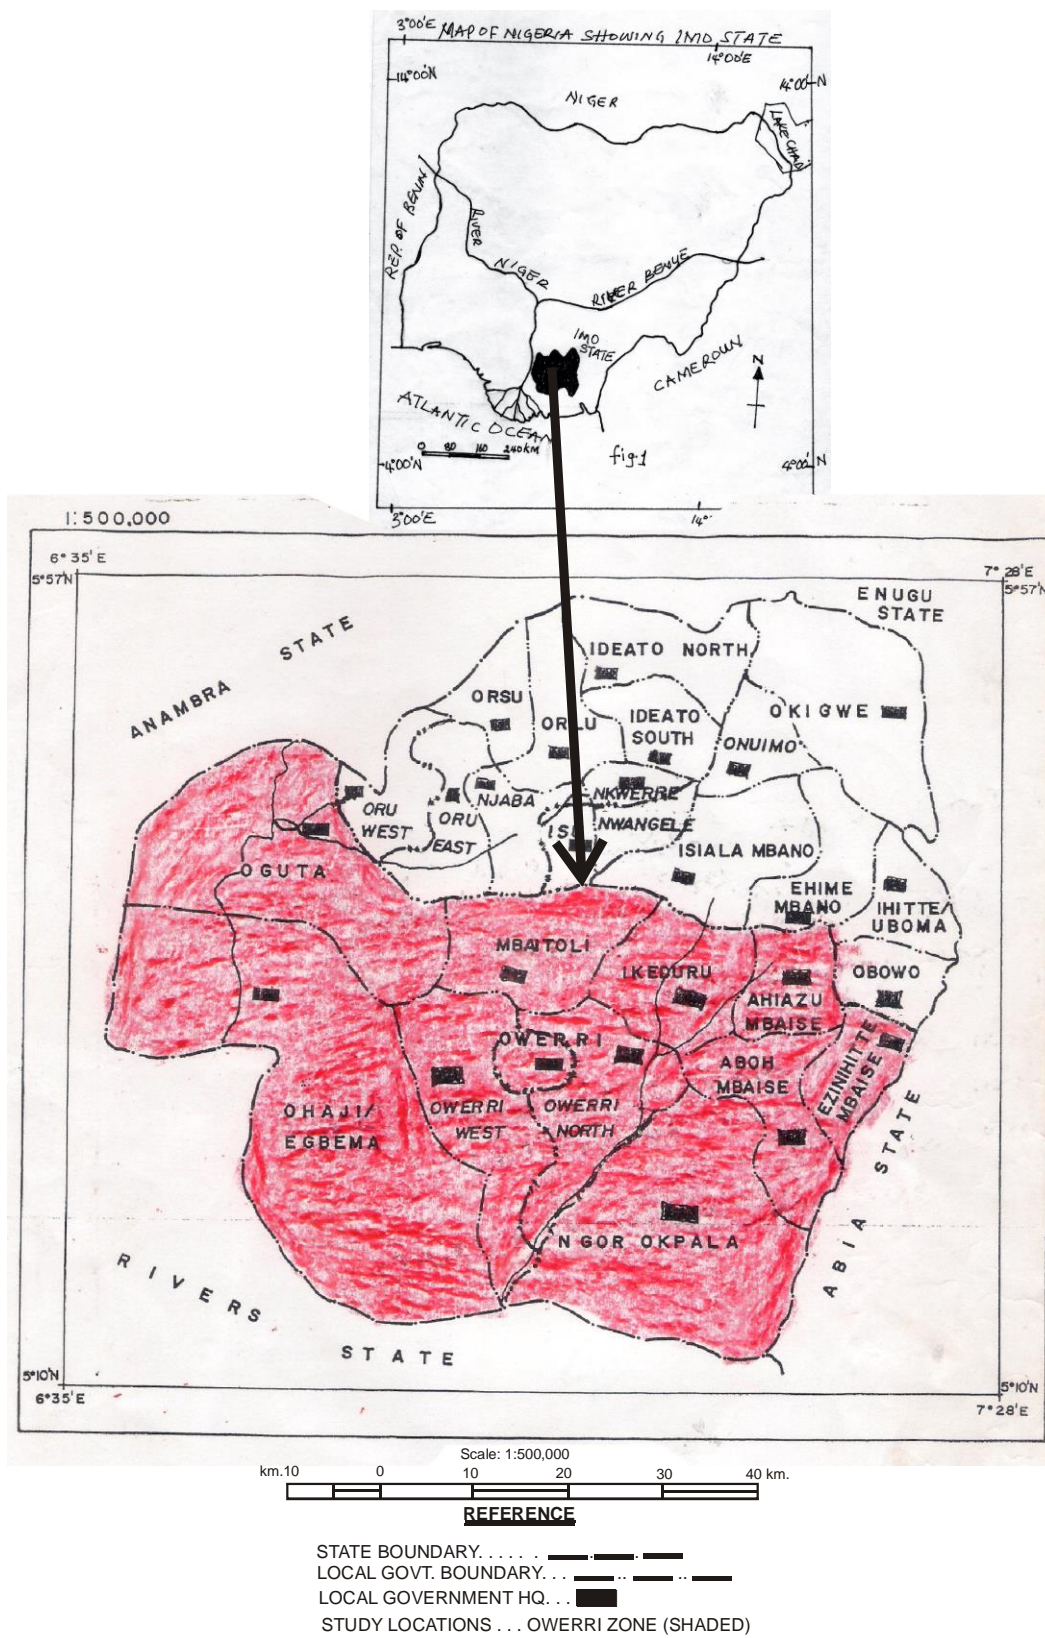 3°00'E
MAP OF NIGERIA SHOWING IMO STATE
14°00'E
14°00'N
14°00' N
NIGER
LAKE CHAD
REP. OF BENIN
RIVER
NIGER
RIVER BENUE
IMO
STATE
CAMEROUN
N
ATLANTIC OCEAN
0 80 160 240KM
fig.1
4°00'N
4°00' N
3°00'E
14°
1:500,000
6° 35' E
7° 28' E
5°57'N
5°57'N
ENUGU
STATE
ANAMBRA STATE
IDEATO NORTH
ORSU
ORLU
IDEATO
SOUTH
OKIGWE
ONUIMO
NKWERRE
NJABA
ORU
WEST
ORU
EAST
NWANGELE
ISU
ISIALA MBANO
OGUTA
EHIME
MBANO
IHITTE/
UBOMA
MBAITOLI
IKEDURU
OBOWO
AHIAZU
MBAISE
OWERRI
ABOH
MBAISE
EZINIHITTE
MBAISE
OHAJI/
EGBEMA
OWERRI
WEST
OWERRI
NORTH
NGOR OKPALA
ABIA STATE
RIVERS
STATE
5°10'N
5°10'N
6°35'E
7°28'E
Scale: 1:500,000
km.10 0 10 20 30 40 km.
REFERENCE
STATE BOUNDARY. . . . . .
LOCAL GOVT. BOUNDARY. . .
LOCAL GOVERNMENT HQ. . .
STUDY LOCATIONS . . . OWERRI ZONE (SHADED)